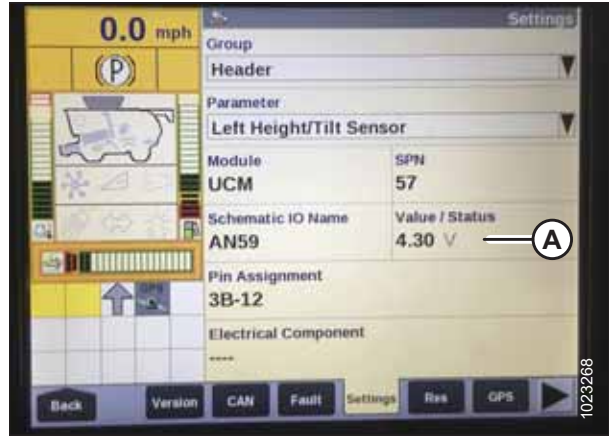 0.0 mph
(P)
Settings
Group
Header
Parameter
Left Height/Tilt Sensor
Module
UCM
SPN
57
Schematic IO Name
AN59
Value / Status
4.30 V
A
Pin Assignment
3B-12
Electrical Component
----
GPS
Back
Version
CAN
Fault
Settings
Res
GPS
1023268